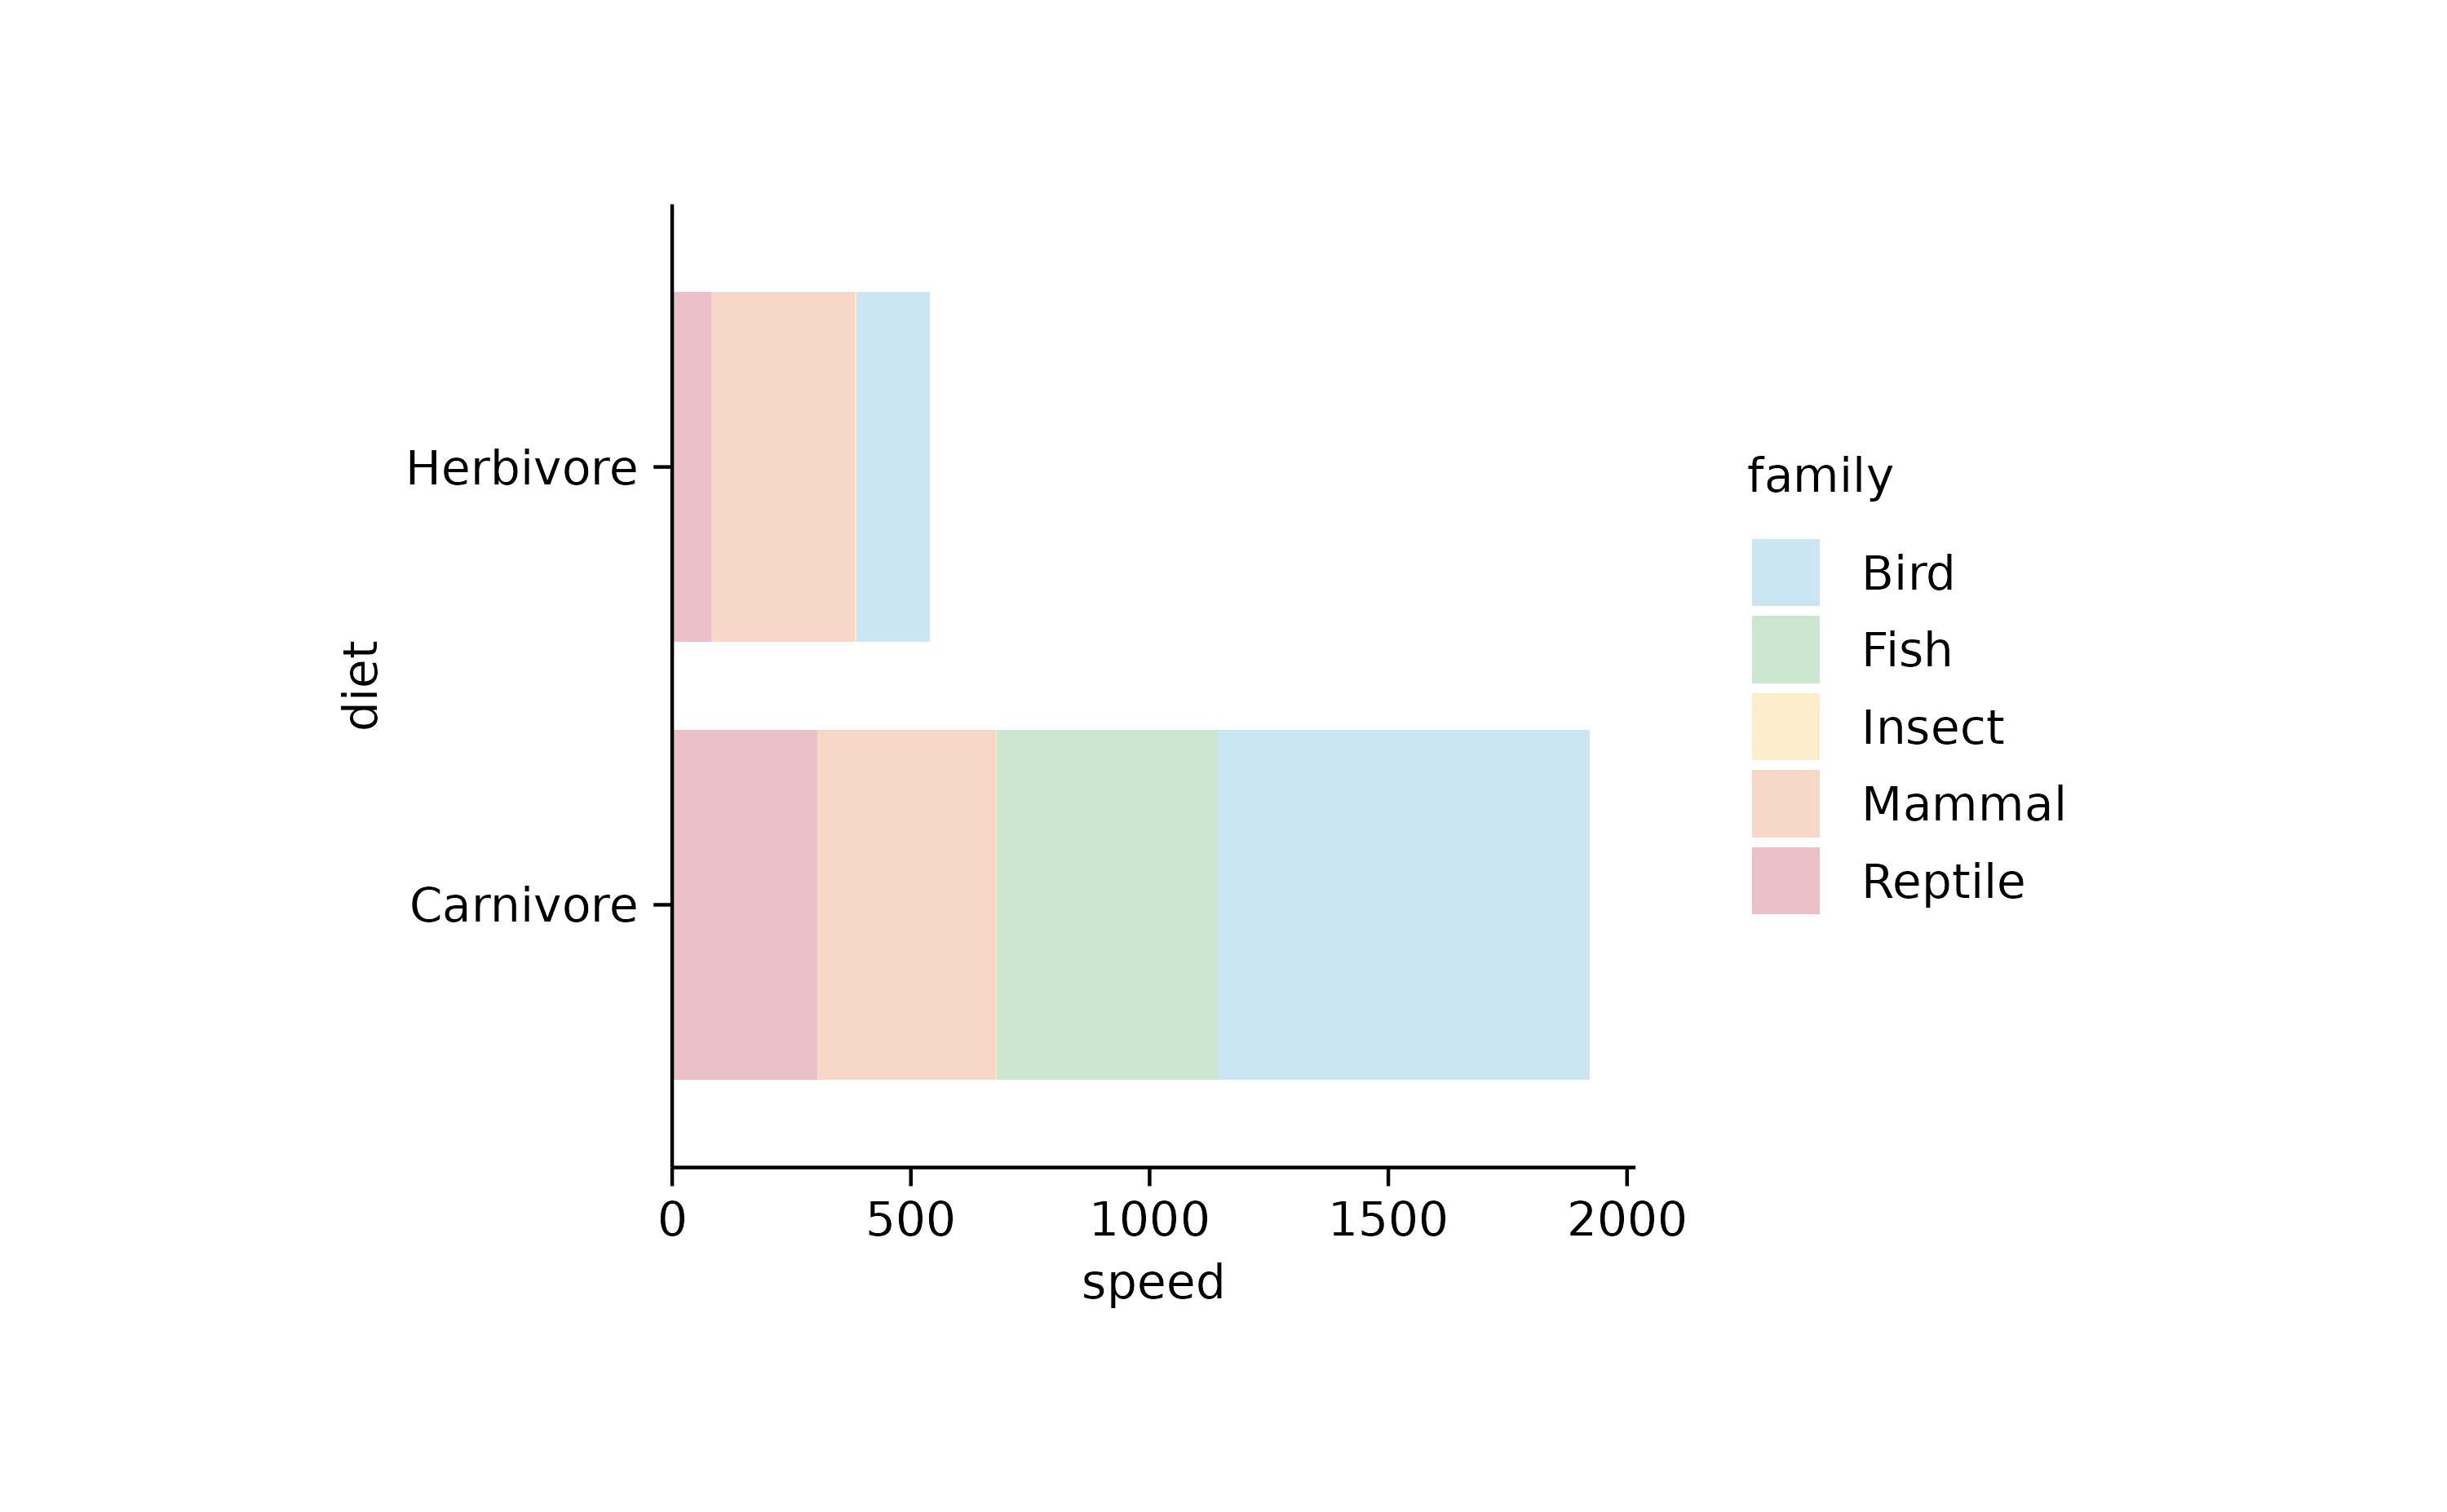 Herbivore
Carnivore
diet
0 500 1000 1500 2000
speed
family
Bird
Fish
Insect
Mammal
Reptile